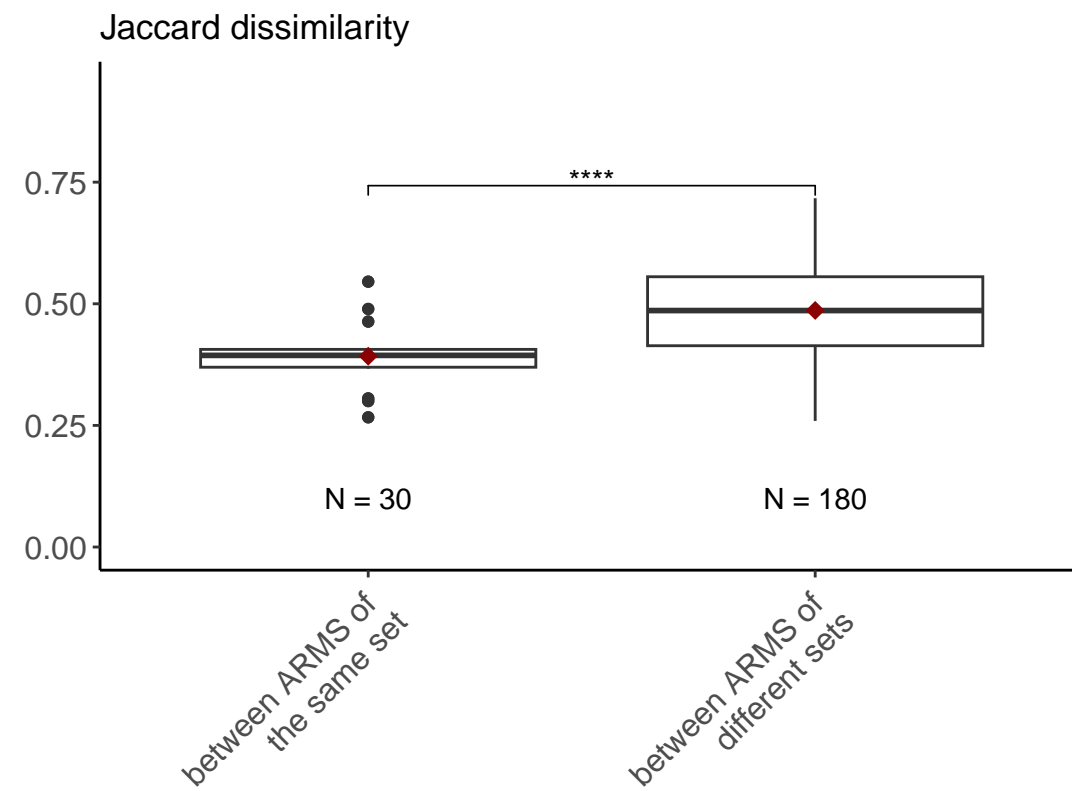 Jaccard dissimilarity
0.75
****
0.50
0.25
N = 30
N = 180
0.00
between ARMS of
the same set
between ARMS of
different sets